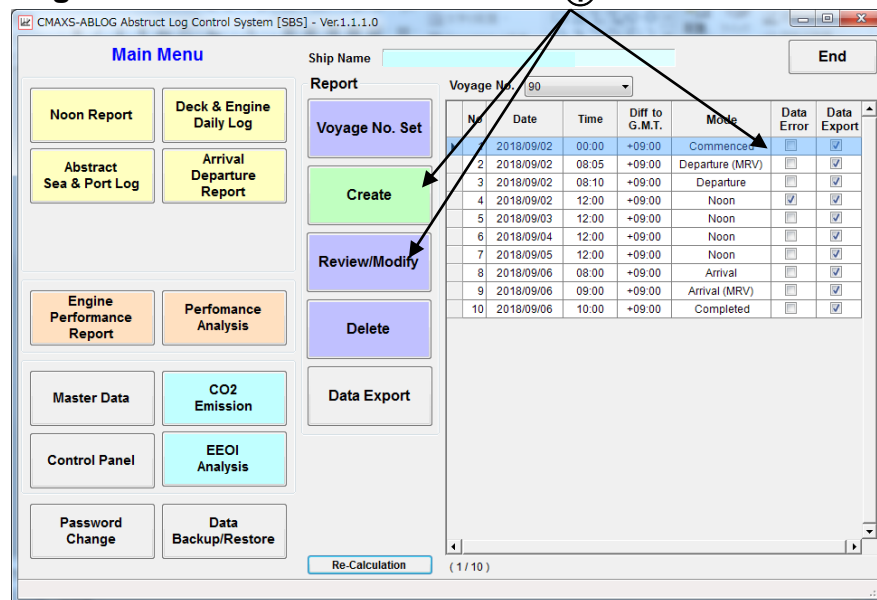 CMAXS-ABLOG Abstruct Log Control System [SBS] - Ver.1.1.1.0
Main Menu
Ship Name
End
Report
Voyage No. 90
Noon Report
Deck & Engine
Daily Log
Abstract
Sea & Port Log
Arrival
Departure
Report
Engine
Performance
Report
Perfomance
Analysis
Master Data
CO2
Emission
Control Panel
EEOI
Analysis
Password
Change
Data
Backup/Restore
Voyage No. Set
Create
Review/Modify
Delete
Data Export
Re-Calculation
No Date Time Diff to G.M.T. Mode Data Error Data Export
1 2018/09/02 00:00 +09:00 Commenced
2 2018/09/02 08:05 +09:00 Departure (MRV)
3 2018/09/02 08:10 +09:00 Departure
4 2018/09/02 12:00 +09:00 Noon
5 2018/09/03 12:00 +09:00 Noon
6 2018/09/04 12:00 +09:00 Noon
7 2018/09/05 12:00 +09:00 Noon
8 2018/09/06 08:00 +09:00 Arrival
9 2018/09/06 09:00 +09:00 Arrival (MRV)
10 2018/09/06 10:00 +09:00 Completed
( 1 / 10 )